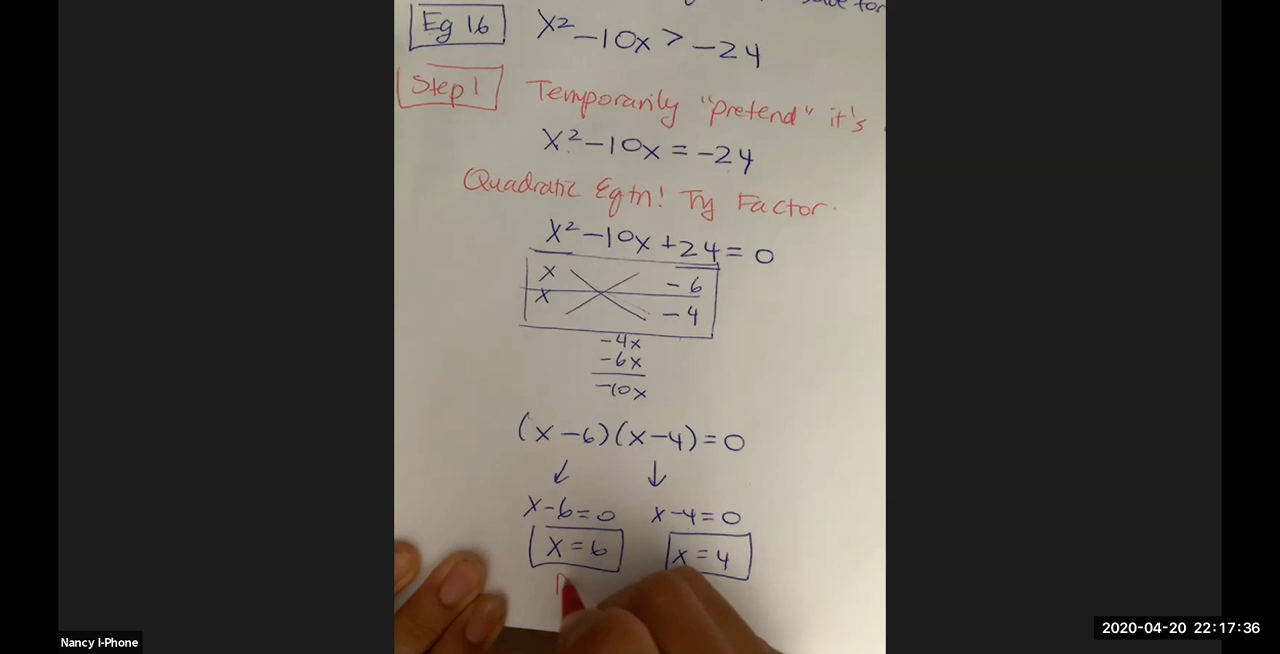 solve for
Eg 16 x² - 10x > -24
Step 1 Temporarily "pretend" it's
x² - 10x = -24
Quadratic Eqtn! Try Factor.
x² - 10x + 24 = 0
x - 6
x - 4
-4x
-6x
-10x
(x - 6)(x - 4) = 0
↙ ↓
x - 6 = 0 x - 4 = 0
x = 6 x = 4
Nancy I-Phone
2020-04-20 22:17:36